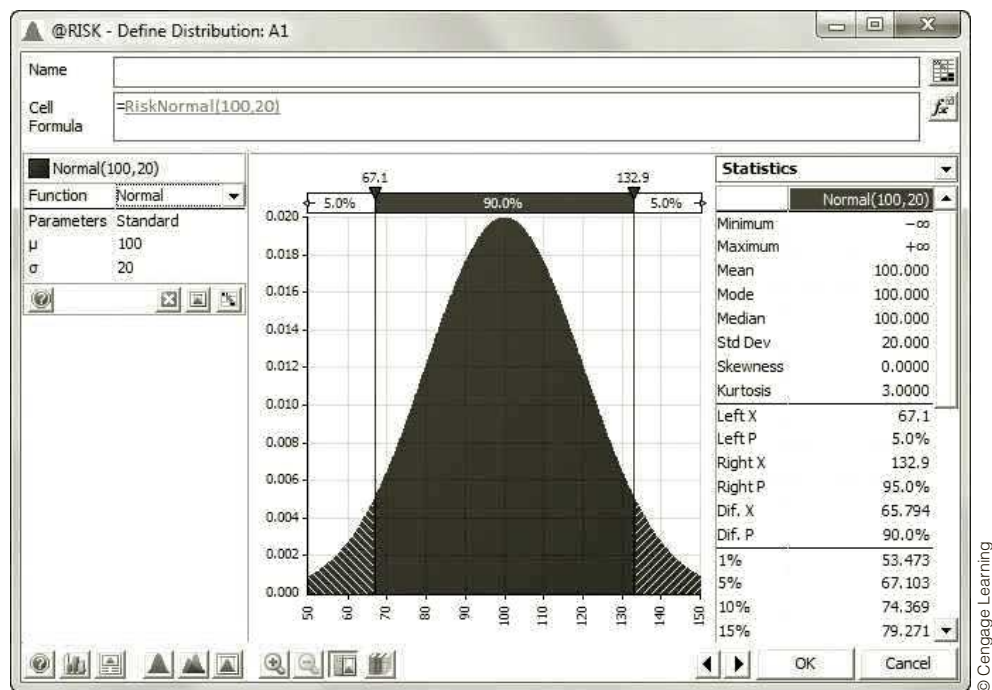 @RISK - Define Distribution: A1
Name
Cell Formula
=RiskNormal(100,20)
Normal(100,20)
Function Normal
Parameters Standard
μ 100
σ 20
67.1 132.9
5.0% 90.0% 5.0%
0.020
0.018
0.016
0.014
0.012
0.010
0.008
0.006
0.004
0.002
0.000
50 60 70 80 90 100 110 120 130 140 150
Statistics
Normal(100,20)
Minimum -∞
Maximum +∞
Mean 100.000
Mode 100.000
Median 100.000
Std Dev 20.000
Skewness 0.0000
Kurtosis 3.0000
Left X 67.1
Left P 5.0%
Right X 132.9
Right P 95.0%
Dif. X 65.794
Dif. P 90.0%
1% 53.473
5% 67.103
10% 74.369
15% 79.271
OK Cancel
© Cengage Learning